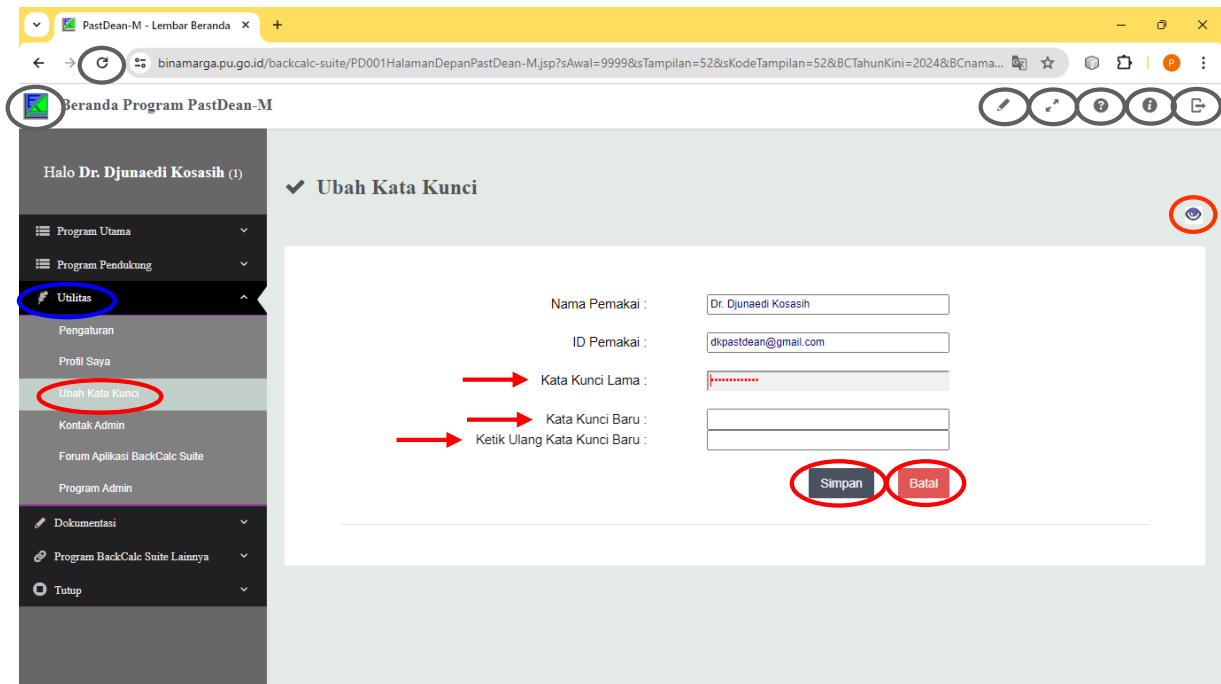 PastDean-M - Lembar Beranda
binamarga.pu.go.id/backcalc-suite/PD001HalamanDepanPastDean-M.jsp?sAwal=9999&sTampilan=52&sKodeTampilan=52&BCTahunKini=2024&BCnama...
P
Beranda Program PastDean-M
Halo Dr. Djunaedi Kosasih (1)
Ubah Kata Kunci
Program Utama
Program Pendukung
Utilitas
Pengaturan
Profil Saya
Ubah Kata Kunci
Kontak Admin
Forum Aplikasi BackCalc Suite
Program Admin
Dokumentasi
Program BackCalc Suite Lainnya
Tutup
Nama Pemakai : Dr. Djunaedi Kosasih
ID Pemakai : dkpastdean@gmail.com
Kata Kunci Lama : •••••••••••••
Kata Kunci Baru :
Ketik Ulang Kata Kunci Baru :
Simpan Batal